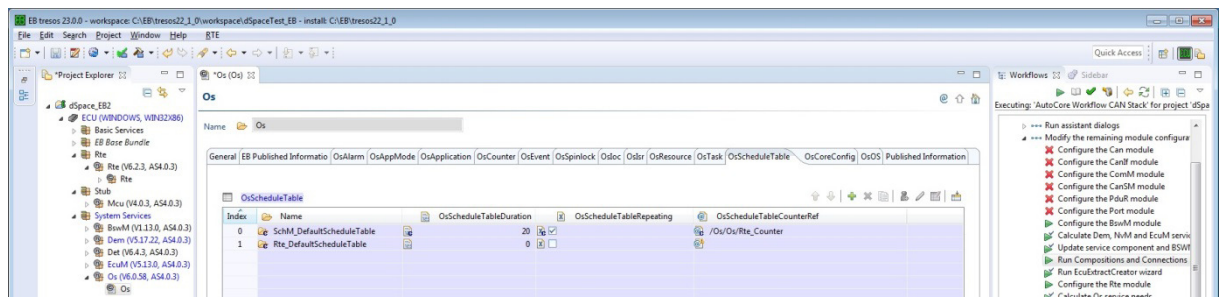 EB tresos 23.0.0 - workspace: C:\EB\tresos22_1_0\workspace\dSpaceTest_EB - install: C:\EB\tresos22_1_0
File Edit Search Project Window Help RTE
Quick Access
*Project Explorer
dSpace_EB2
ECU (WINDOWS, WIN32X86)
Basic Services
EB Base Bundle
Rte
Rte (V6.2.3, AS4.0.3)
Rte
Stub
Mcu (V4.0.3, AS4.0.3)
System Services
BswM (V1.13.0, AS4.0.3)
Dem (V5.17.22, AS4.0.3)
Det (V6.4.3, AS4.0.3)
EcuM (V5.13.0, AS4.0.3)
Os (V6.0.58, AS4.0.3)
Os
*Os (Os)
Os
Name Os
General EB Published Informatio OsAlarm OsAppMode OsApplication OsCounter OsEvent OsSpinlock OsIoc OsIsr OsResource OsTask OsScheduleTable OsCoreConfig OsOS Published Information
OsScheduleTable
Index Name OsScheduleTableDuration OsScheduleTableRepeating OsScheduleTableCounterRef
0 SchM_DefaultScheduleTable 20 /Os/Os/Rte_Counter
1 Rte_DefaultScheduleTable 0
Workflows Sidebar
Executing: 'AutoCore Workflow CAN Stack' for project 'dSpa
Run assistant dialogs
Modify the remaining module configurat
Configure the Can module
Configure the CanIf module
Configure the ComM module
Configure the CanSM module
Configure the PduR module
Configure the Port module
Configure the BswM module
Calculate Dem, NvM and EcuM servic
Update service component and BSWM
Run Compositions and Connections
Run EcuExtractCreator wizard
Configure the Rte module
Calculate Os service needs